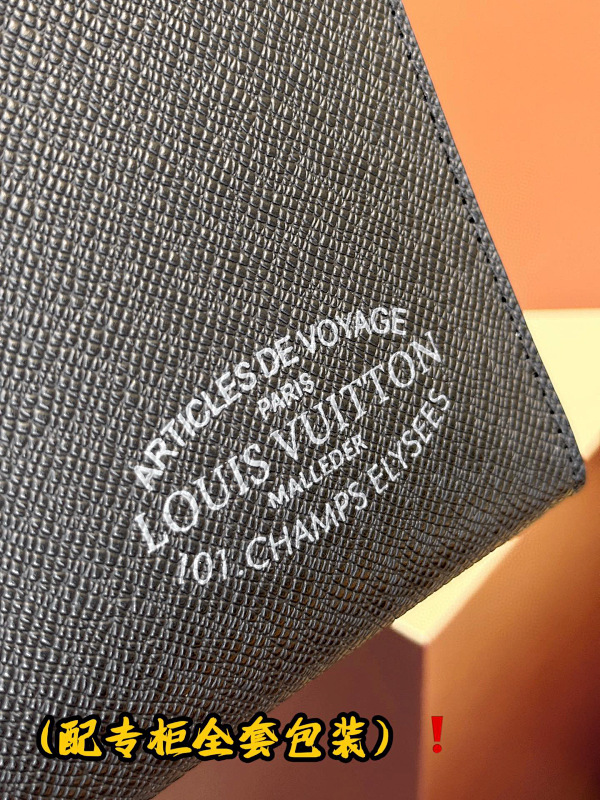 ARTICLES DE VOYAGE
PARIS
LOUIS VUITTON
MALLEDER
101.CHAMPS ELYSEES
(配专柜全套包装)❗